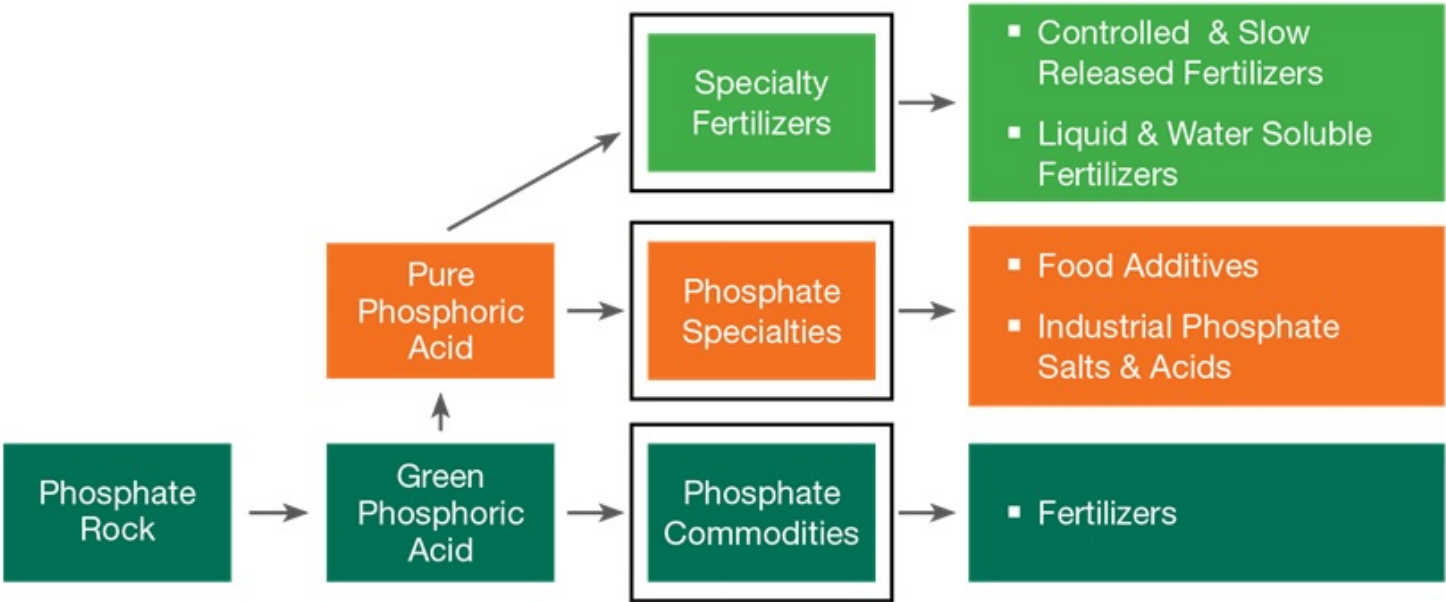 Specialty
Fertilizers
▪ Controlled & Slow
Released Fertilizers
▪ Liquid & Water Soluble
Fertilizers
Pure
Phosphoric
Acid
Phosphate
Specialties
▪ Food Additives
▪ Industrial Phosphate
Salts & Acids
Phosphate
Rock
Green
Phosphoric
Acid
Phosphate
Commodities
▪ Fertilizers